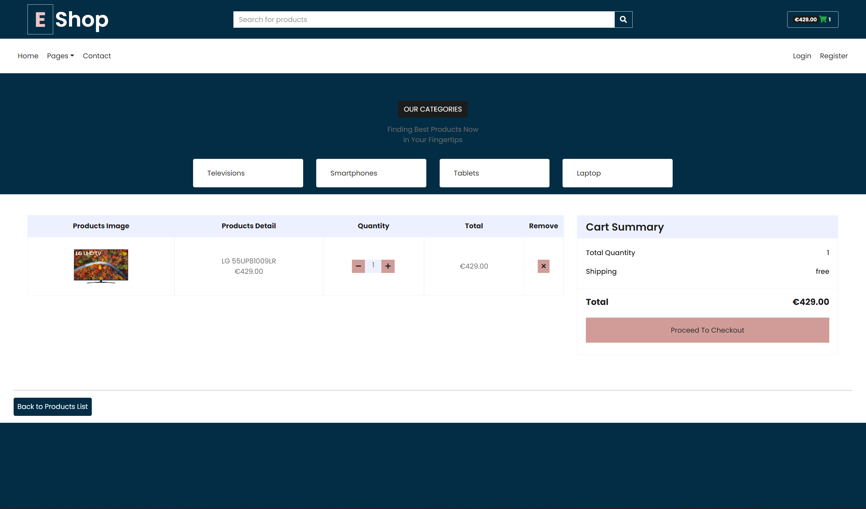 E Shop
Search for products
€429.00 1
Home Pages Contact
Login Register
OUR CATEGORIES
Finding Best Products Now
in Your Fingertips
Televisions Smartphones Tablets Laptop
Products Image Products Detail Quantity Total Remove
LG UHD TV
LG 55UP81009LR
€429.00
1
€429.00
Cart Summary
Total Quantity 1
Shipping free
Total €429.00
Proceed To Checkout
Back to Products List